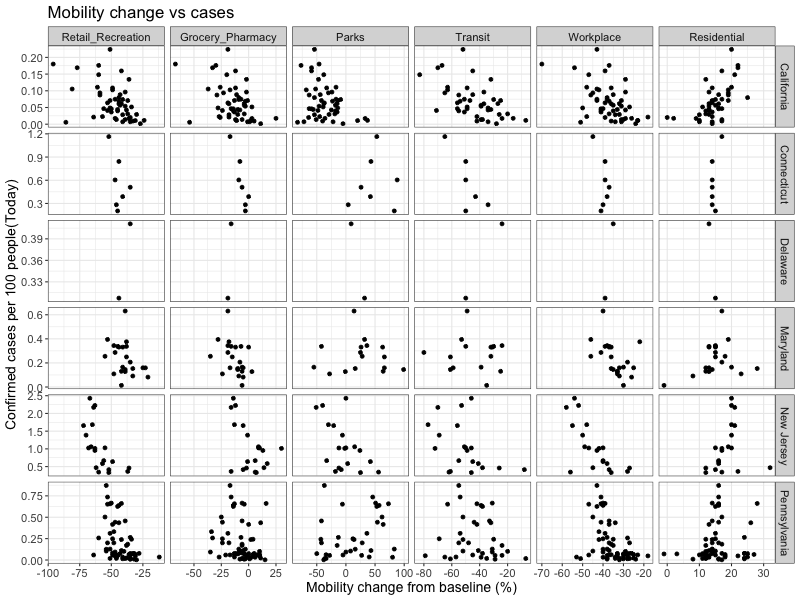 Mobility change vs cases
Retail_Recreation Grocery_Pharmacy Parks Transit Workplace Residential
Confirmed cases per 100 people(Today)
0.20
0.15
0.10
0.05
0.00
California
1.2
0.9
0.6
0.3
Connecticut
0.39
0.36
0.33
Delaware
0.6
0.4
0.2
0.0
Maryland
2.5
2.0
1.5
1.0
0.5
New Jersey
0.75
0.50
0.25
0.00
Pennsylvania
-100 -75 -50 -25 -50 -25 0 25 -50 0 50 100 -80 -60 -40 -20 -70 -60 -50 -40 -30 -20 0 10 20 30
Mobility change from baseline (%)